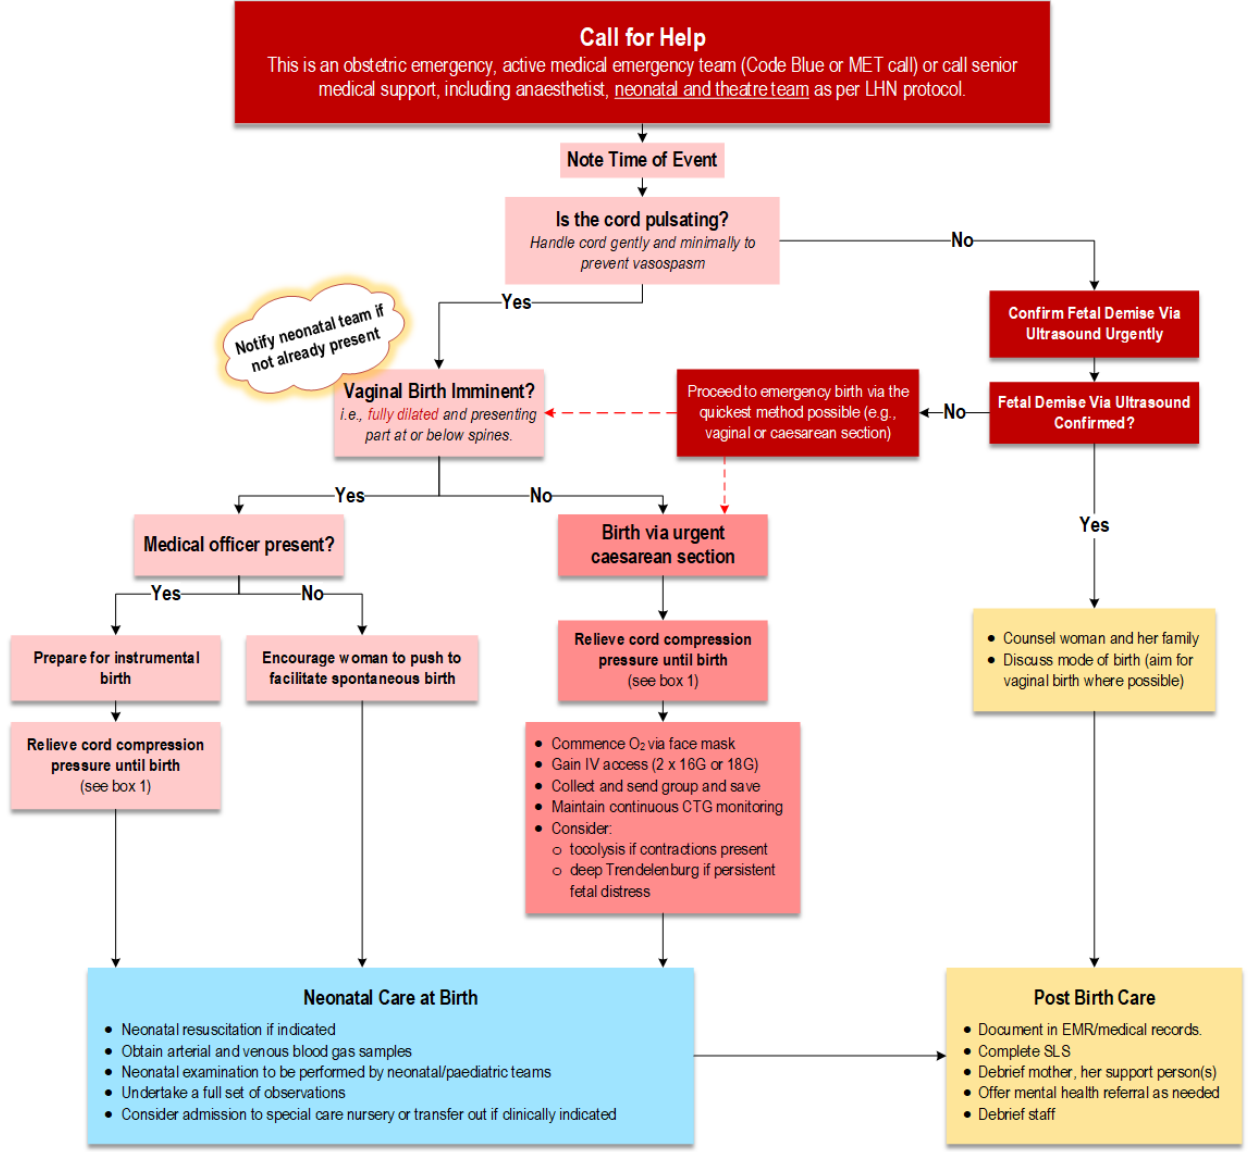 Call for Help
This is an obstetric emergency, active medical emergency team (Code Blue or MET call) or call senior
medical support, including anaesthetist, neonatal and theatre team as per LHN protocol.
Note Time of Event
Is the cord pulsating?
Handle cord gently and minimally to
prevent vasospasm
No
Yes
Notify neonatal team if
not already present
Confirm Fetal Demise Via
Ultrasound Urgently
Vaginal Birth Imminent?
i.e., fully dilated and presenting
part at or below spines.
Proceed to emergency birth via the
quickest method possible (e.g.,
vaginal or caesarean section)
No
Fetal Demise Via Ultrasound
Confirmed?
Yes
No
Yes
Medical officer present?
Birth via urgent
caesarean section
Yes
No
Prepare for instrumental
birth
Encourage woman to push to
facilitate spontaneous birth
Relieve cord compression
pressure until birth
(see box 1)
● Counsel woman and her family
● Discuss mode of birth (aim for
vaginal birth where possible)
Relieve cord compression
pressure until birth
(see box 1)
● Commence O₂ via face mask
● Gain IV access (2 x 16G or 18G)
● Collect and send group and save
● Maintain continuous CTG monitoring
● Consider:
o tocolysis if contractions present
o deep Trendelenburg if persistent
fetal distress
Neonatal Care at Birth
● Neonatal resuscitation if indicated
● Obtain arterial and venous blood gas samples
● Neonatal examination to be performed by neonatal/paediatric teams
● Undertake a full set of observations
● Consider admission to special care nursery or transfer out if clinically indicated
Post Birth Care
● Document in EMR/medical records.
● Complete SLS
● Debrief mother, her support person(s)
● Offer mental health referral as needed
● Debrief staff